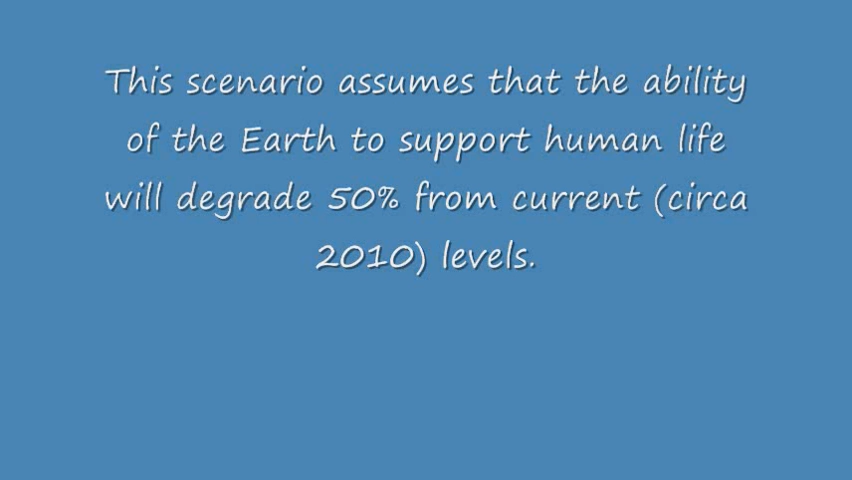 This scenario assumes that the ability
of the Earth to support human life
will degrade 50% from current (circa
2010) levels.